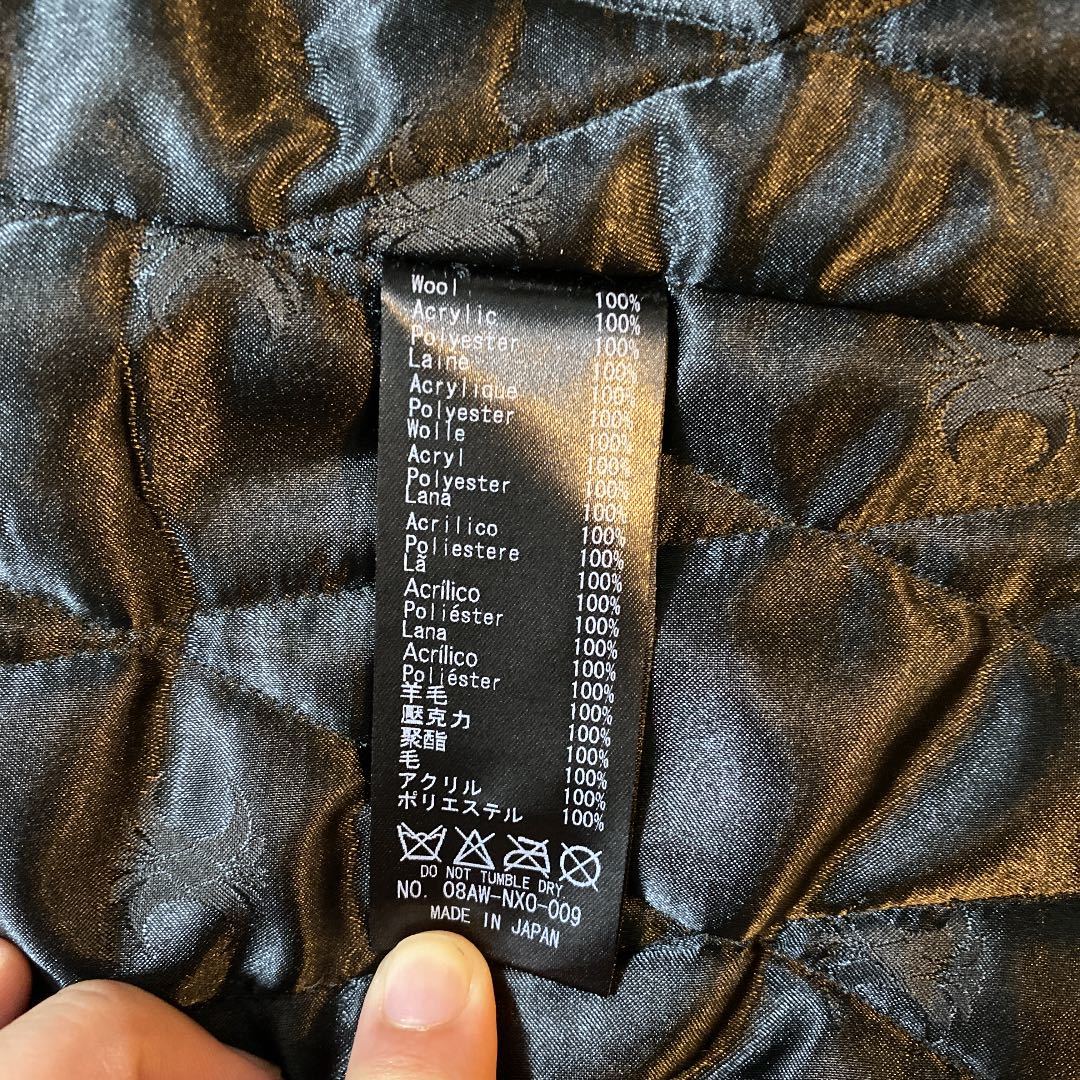 Wool 100%
Acrylic 100%
Polyester 100%
Laine 100%
Acrylique 100%
Polyester 100%
Wolle 100%
Acryl 100%
Polyester 100%
Lana 100%
Acrilico 100%
Poliestere 100%
Lã 100%
Acrílico 100%
Poliéster 100%
Lana 100%
Acrílico 100%
Poliéster 100%
羊毛 100%
壓克力 100%
聚酯 100%
毛 100%
アクリル 100%
ポリエステル 100%
DO NOT TUMBLE DRY
NO. 08AW-NXO-009
MADE IN JAPAN